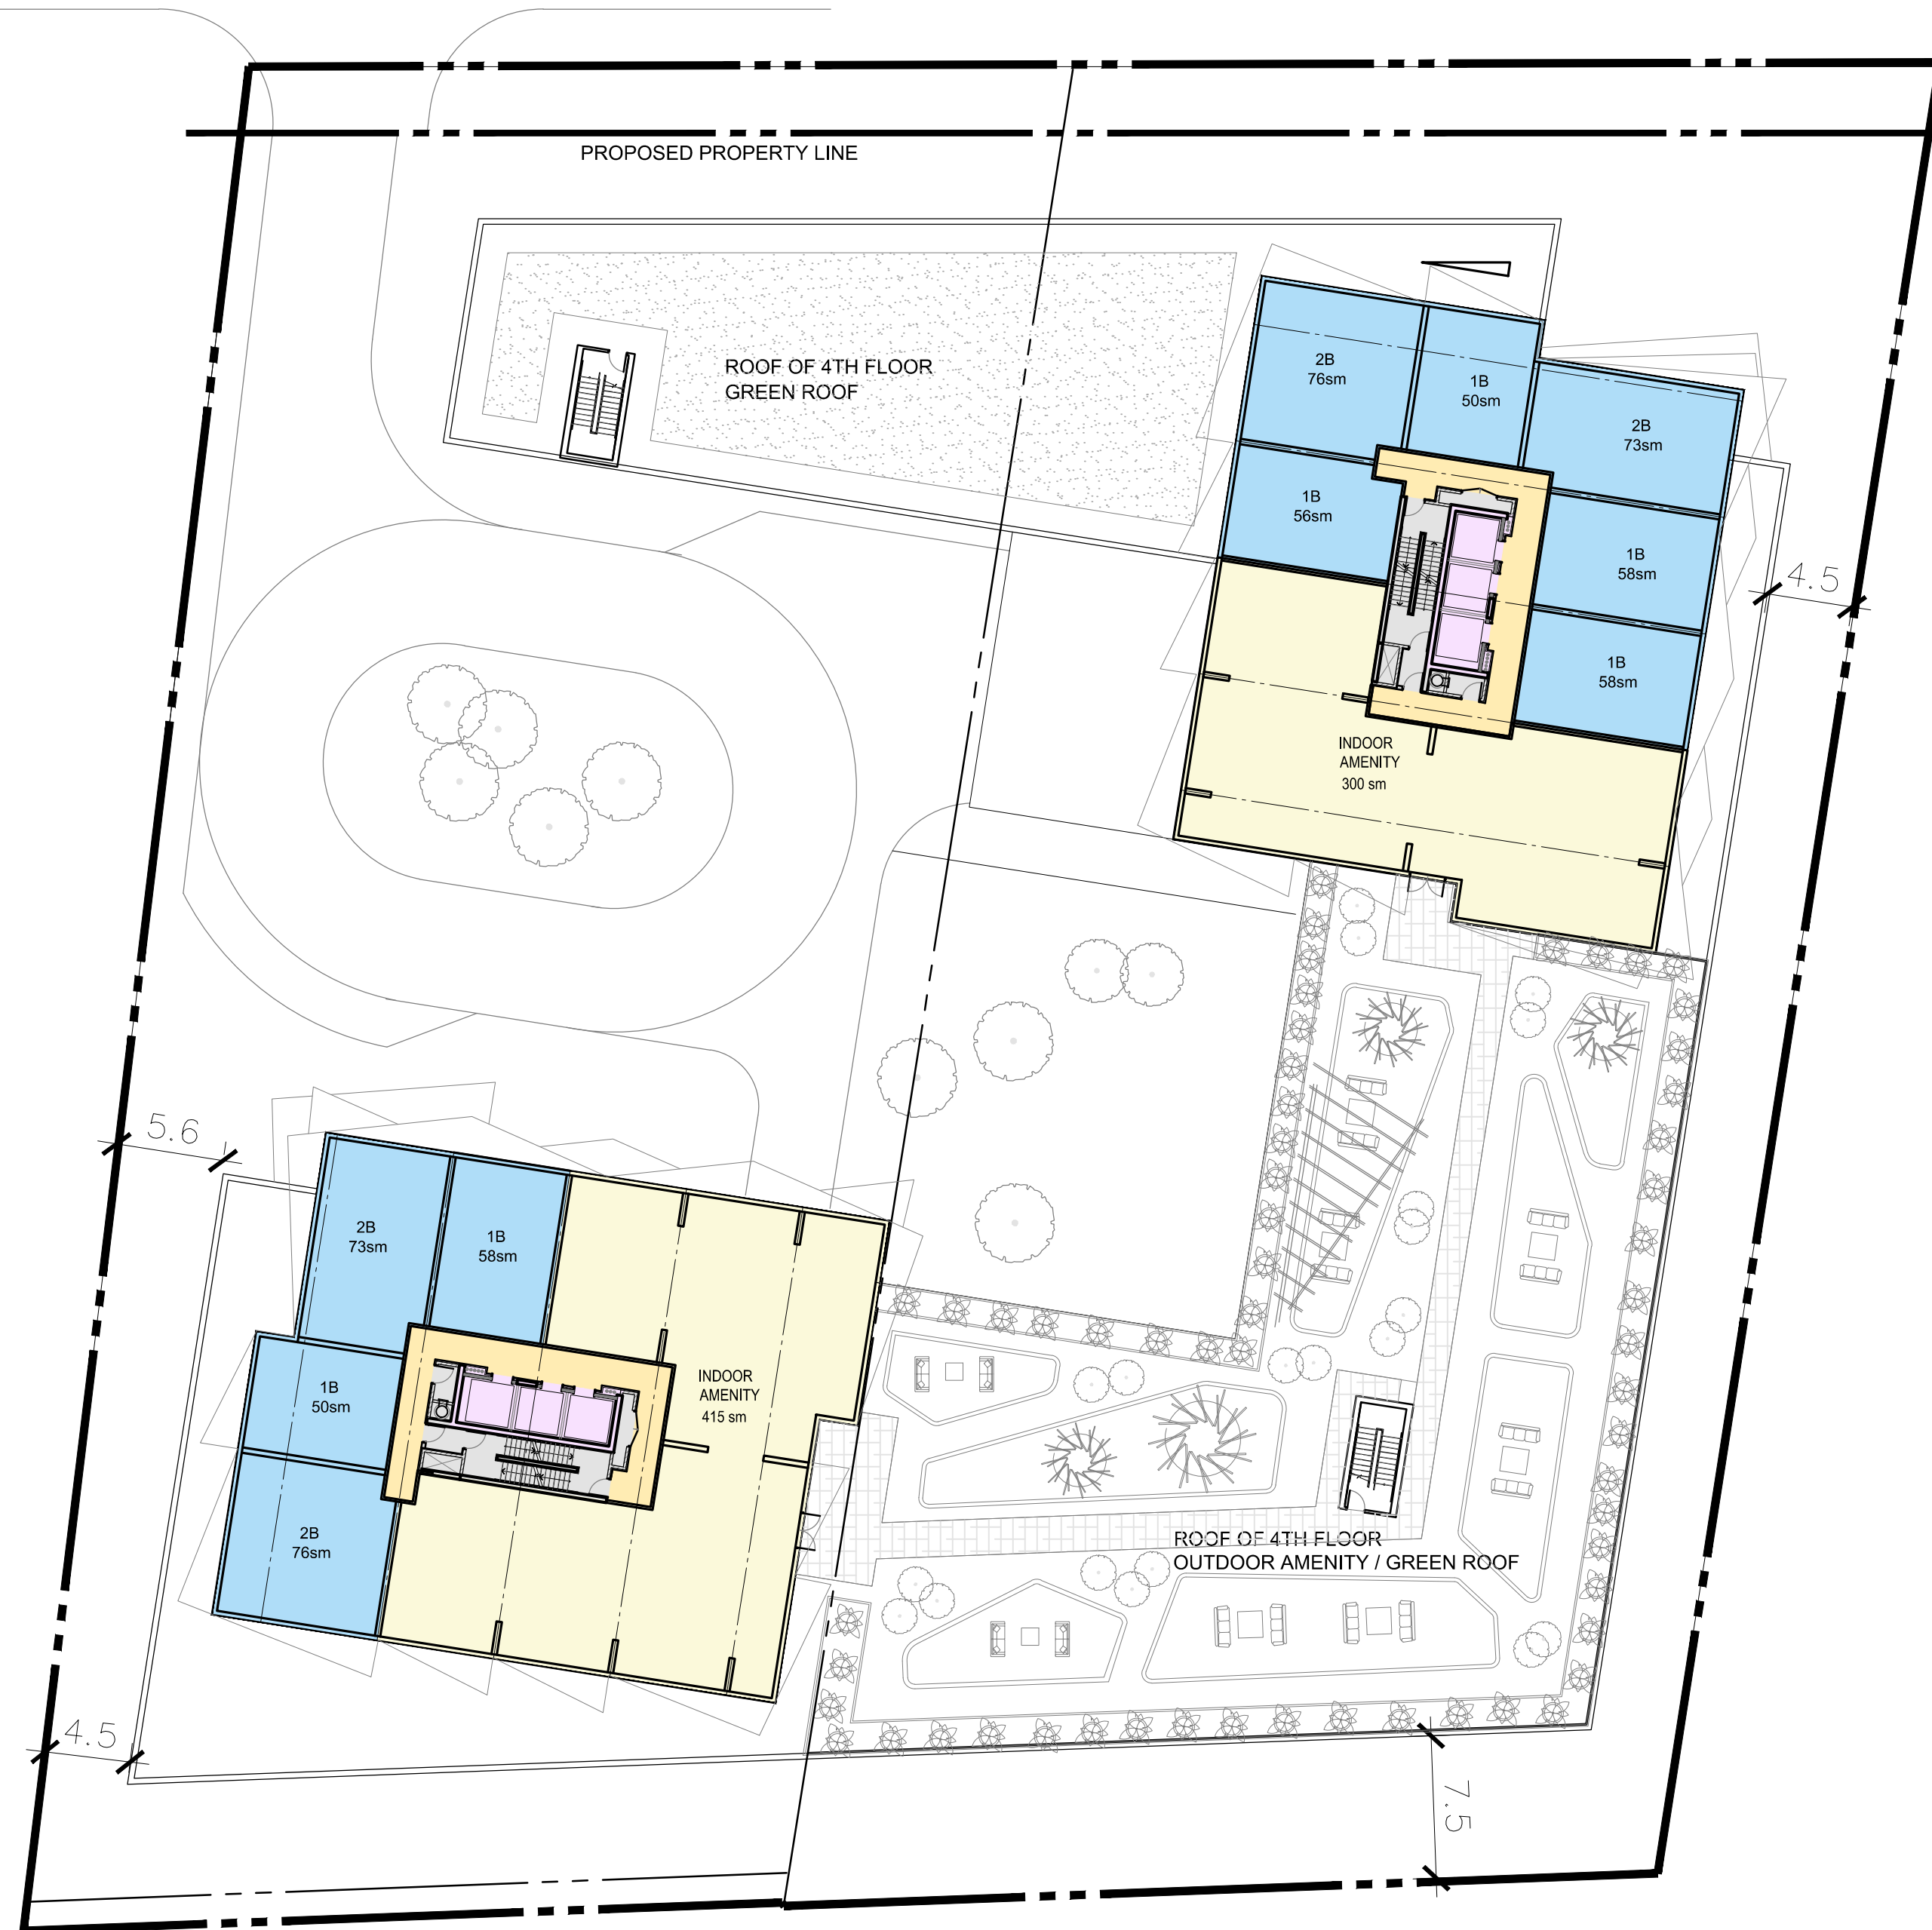 PROPOSED PROPERTY LINE
ROOF OF 4TH FLOOR
GREEN ROOF
2B
76sm
1B
50sm
2B
73sm
1B
56sm
1B
58sm
4.5
1B
58sm
INDOOR
AMENITY
300 sm
5.6
2B
73sm
1B
58sm
1B
50sm
INDOOR
AMENITY
415 sm
2B
76sm
ROOF OF 4TH FLOOR
OUTDOOR AMENITY / GREEN ROOF
4.5
7.5